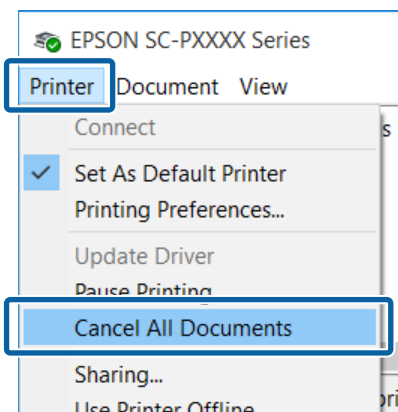 EPSON SC-PXXXX Series
Printer Document View
Connect
Set As Default Printer
Printing Preferences...
Update Driver
Pause Printing
Cancel All Documents
Sharing...
Use Printer Offline